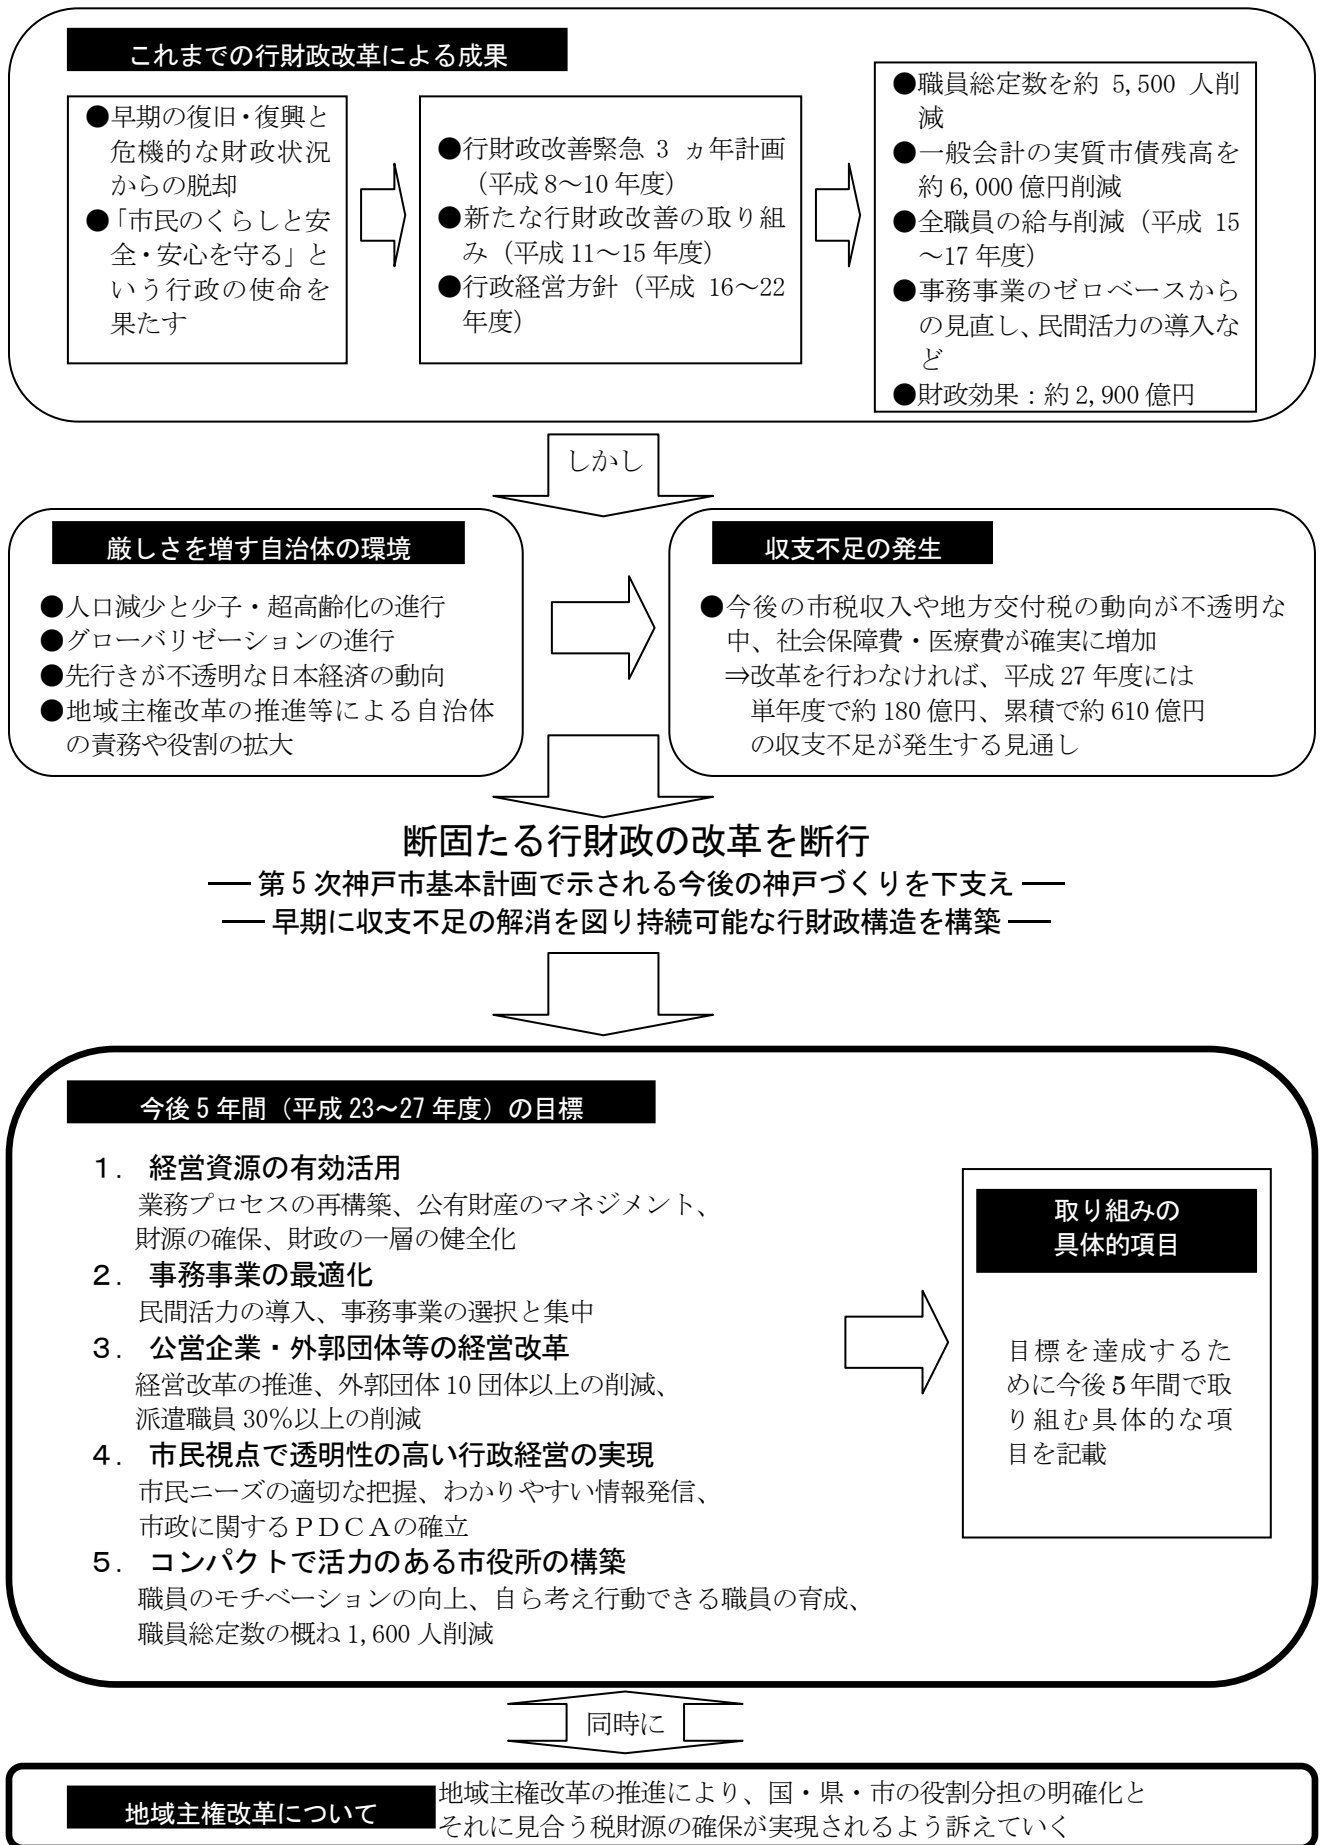 これまでの行財政改革による成果
●早期の復旧・復興と
危機的な財政状況
からの脱却
●「市民のくらしと安
全・安心を守る」と
いう行政の使命を
果たす
●行財政改善緊急 3 ヵ年計画
（平成 8～10 年度）
●新たな行財政改善の取り組
み（平成 11～15 年度）
●行政経営方針（平成 16～22
年度）
●職員総定数を約 5,500 人削
減
●一般会計の実質市債残高を
約 6,000 億円削減
●全職員の給与削減（平成 15
～17 年度）
●事務事業のゼロベースから
の見直し、民間活力の導入な
ど
●財政効果：約 2,900 億円
しかし
厳しさを増す自治体の環境
●人口減少と少子・超高齢化の進行
●グローバリゼーションの進行
●先行きが不透明な日本経済の動向
●地域主権改革の推進等による自治体
の責務や役割の拡大
収支不足の発生
●今後の市税収入や地方交付税の動向が不透明な
中、社会保障費・医療費が確実に増加
⇒改革を行わなければ、平成 27 年度には
単年度で約 180 億円、累積で約 610 億円
の収支不足が発生する見通し
断固たる行財政の改革を断行
― 第 5 次神戸市基本計画で示される今後の神戸づくりを下支え ―
― 早期に収支不足の解消を図り持続可能な行財政構造を構築 ―
今後 5 年間（平成 23～27 年度）の目標
１． 経営資源の有効活用
業務プロセスの再構築、公有財産のマネジメント、
財源の確保、財政の一層の健全化
２． 事務事業の最適化
民間活力の導入、事務事業の選択と集中
３． 公営企業・外郭団体等の経営改革
経営改革の推進、外郭団体 10 団体以上の削減、
派遣職員 30％以上の削減
４． 市民視点で透明性の高い行政経営の実現
市民ニーズの適切な把握、わかりやすい情報発信、
市政に関するＰＤＣＡの確立
５． コンパクトで活力のある市役所の構築
職員のモチベーションの向上、自ら考え行動できる職員の育成、
職員総定数の概ね 1,600 人削減
取り組みの
具体的項目
目標を達成するた
めに今後 5 年間で取
り組む具体的な項
目を記載
同時に
地域主権改革について
地域主権改革の推進により、国・県・市の役割分担の明確化と
それに見合う税財源の確保が実現されるよう訴えていく